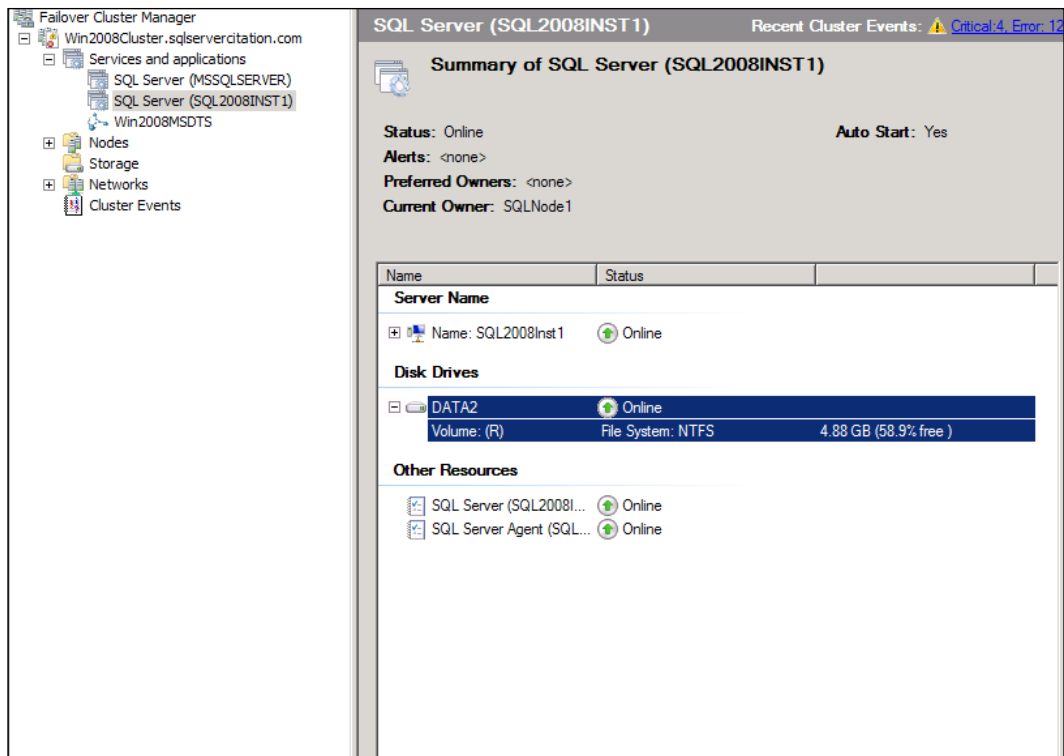 Failover Cluster Manager
Win2008Cluster.sqlservercitation.com
Services and applications
SQL Server (MSSQLSERVER)
SQL Server (SQL2008INST1)
Win2008MSDTS
Nodes
Storage
Networks
Cluster Events
SQL Server (SQL2008INST1) Recent Cluster Events: Critical:4, Error: 12
Summary of SQL Server (SQL2008INST1)
Status: Online Auto Start: Yes
Alerts: <none>
Preferred Owners: <none>
Current Owner: SQLNode1
Name Status
Server Name
Name: SQL2008Inst1 Online
Disk Drives
DATA2 Online
Volume: (R) File System: NTFS 4.88 GB (58.9% free )
Other Resources
SQL Server (SQL2008I... Online
SQL Server Agent (SQL... Online